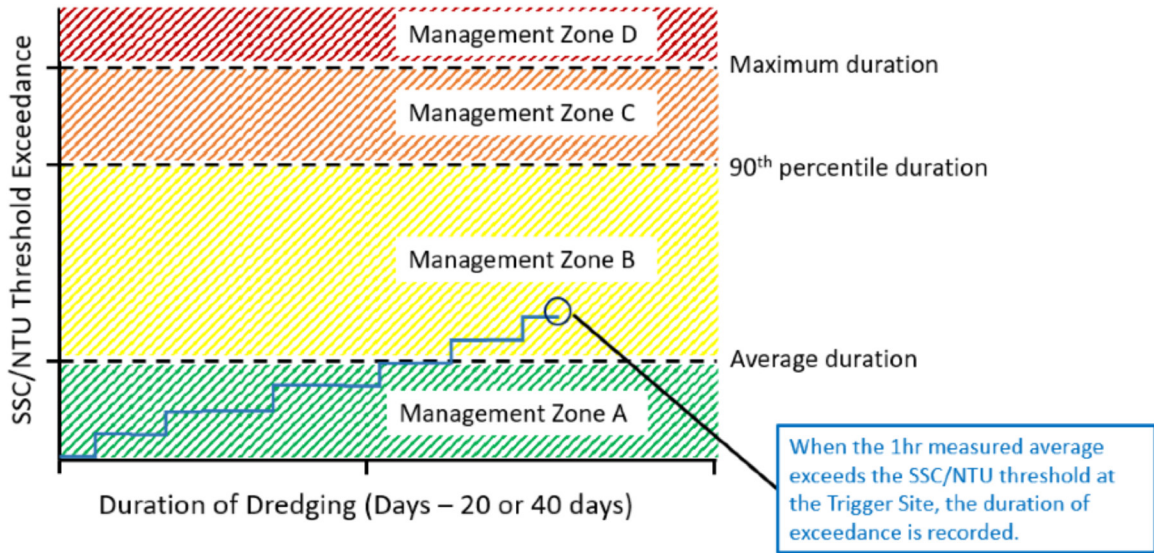 Management Zone D
Maximum duration
Management Zone C
90th percentile duration
Management Zone B
Average duration
Management Zone A
SSC/NTU Threshold Exceedance
Duration of Dredging (Days – 20 or 40 days)
When the 1hr measured average
exceeds the SSC/NTU threshold at
the Trigger Site, the duration of
exceedance is recorded.